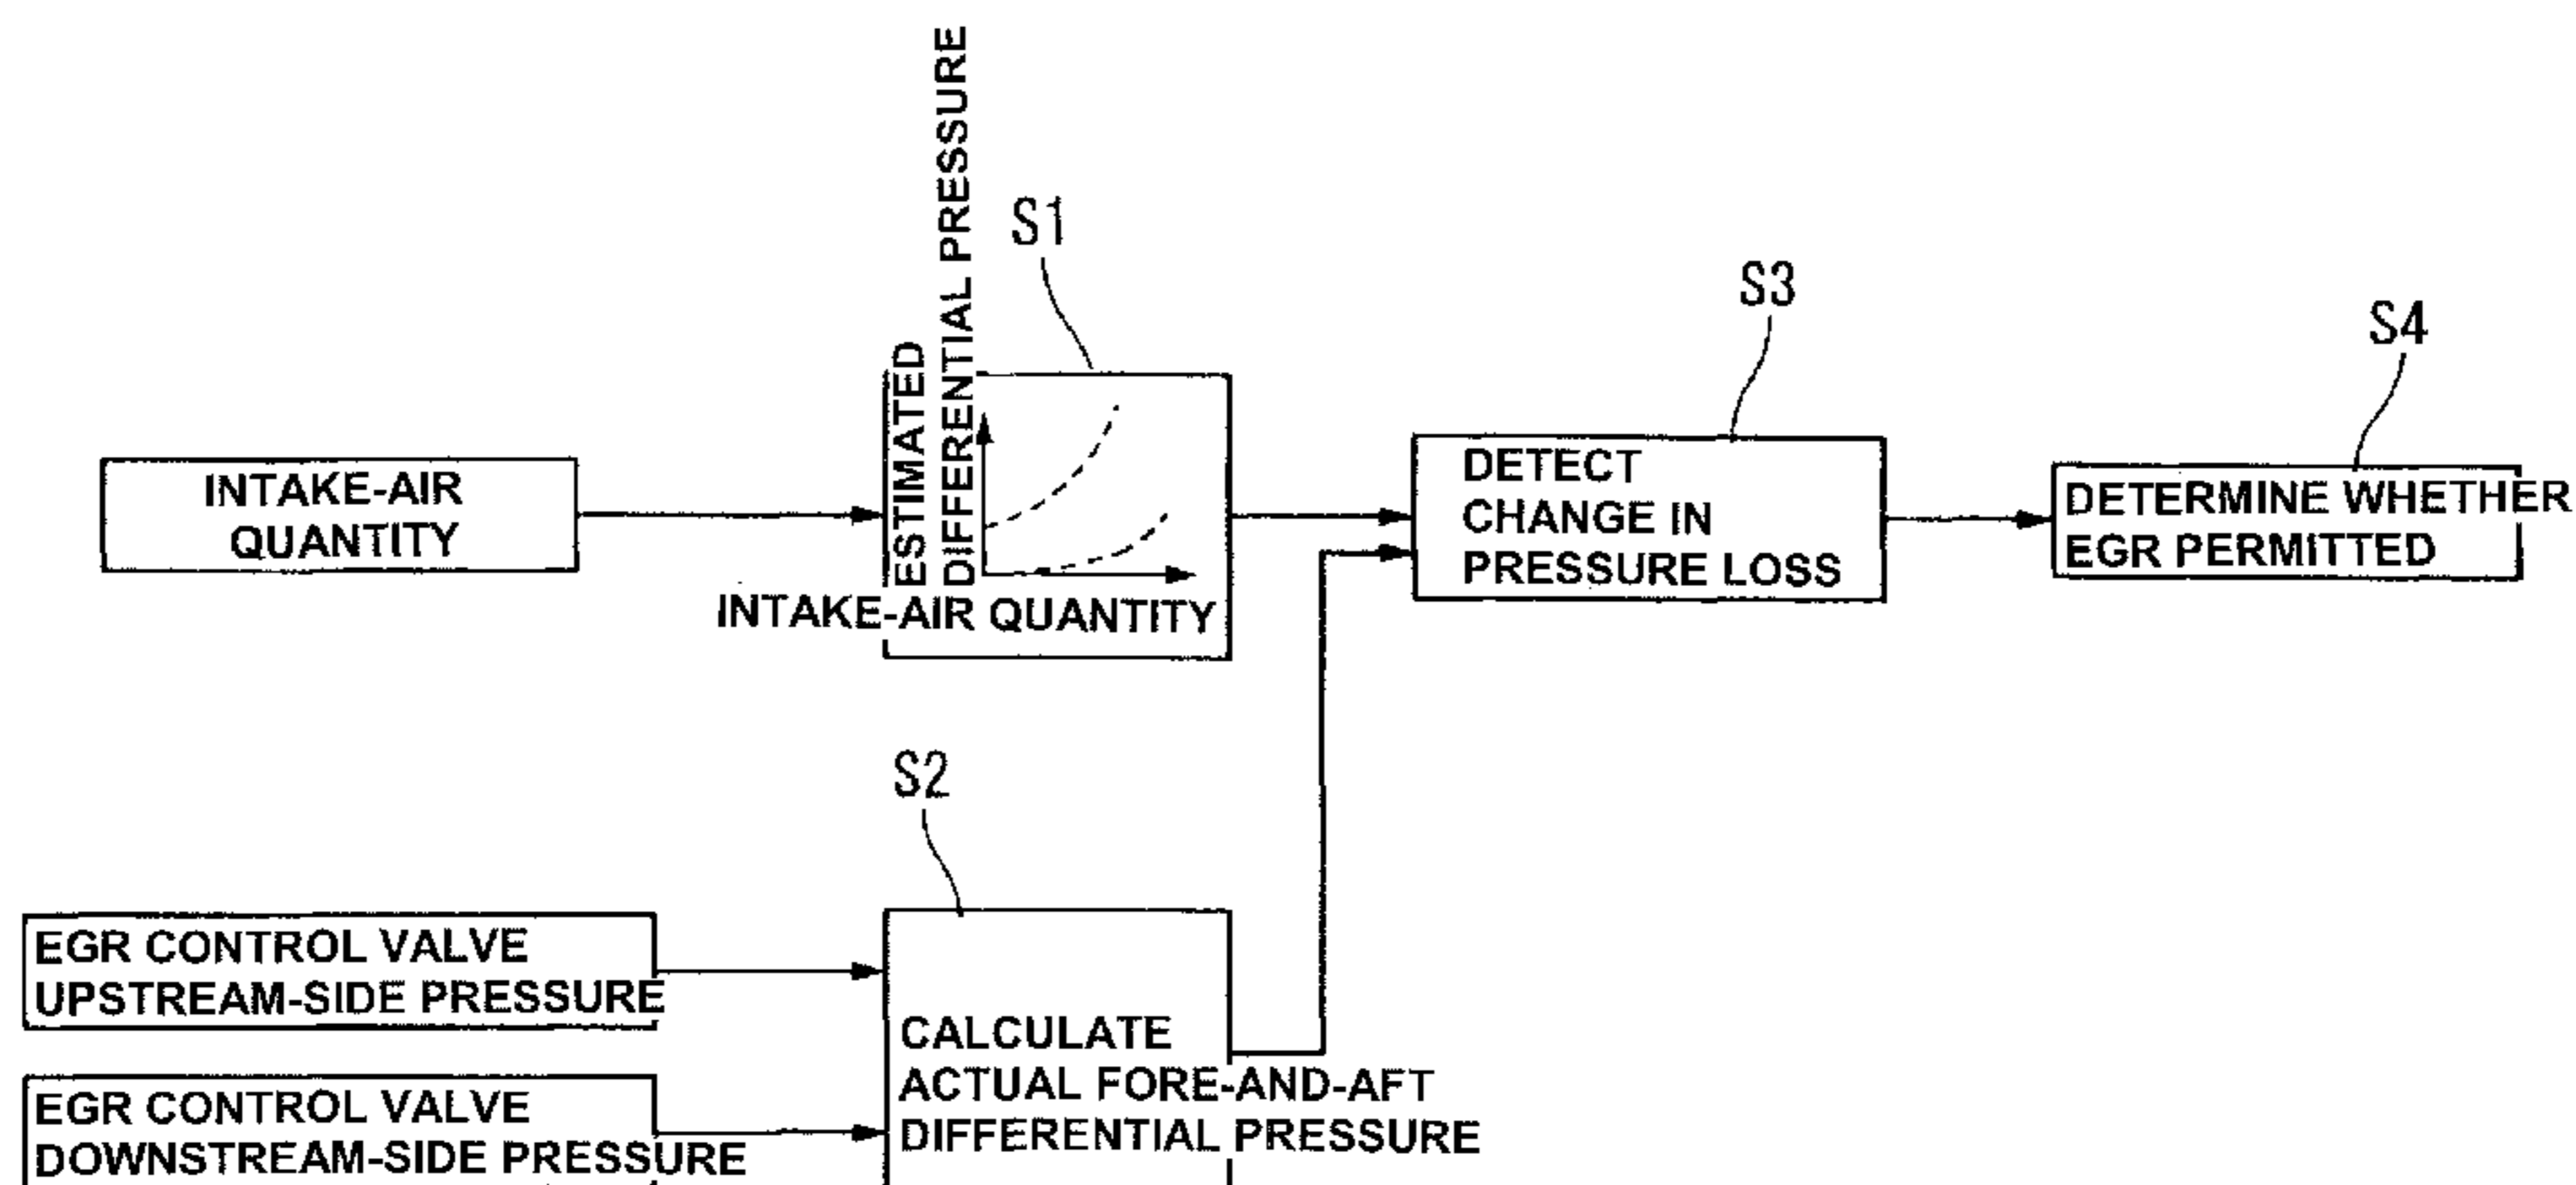 S1
S3
S4
INTAKE-AIR
QUANTITY
ESTIMATED
DIFFERENTIAL PRESSURE
INTAKE-AIR QUANTITY
DETECT
CHANGE IN
PRESSURE LOSS
DETERMINE WHETHER
EGR PERMITTED
S2
EGR CONTROL VALVE
UPSTREAM-SIDE PRESSURE
EGR CONTROL VALVE
DOWNSTREAM-SIDE PRESSURE
CALCULATE
ACTUAL FORE-AND-AFT
DIFFERENTIAL PRESSURE